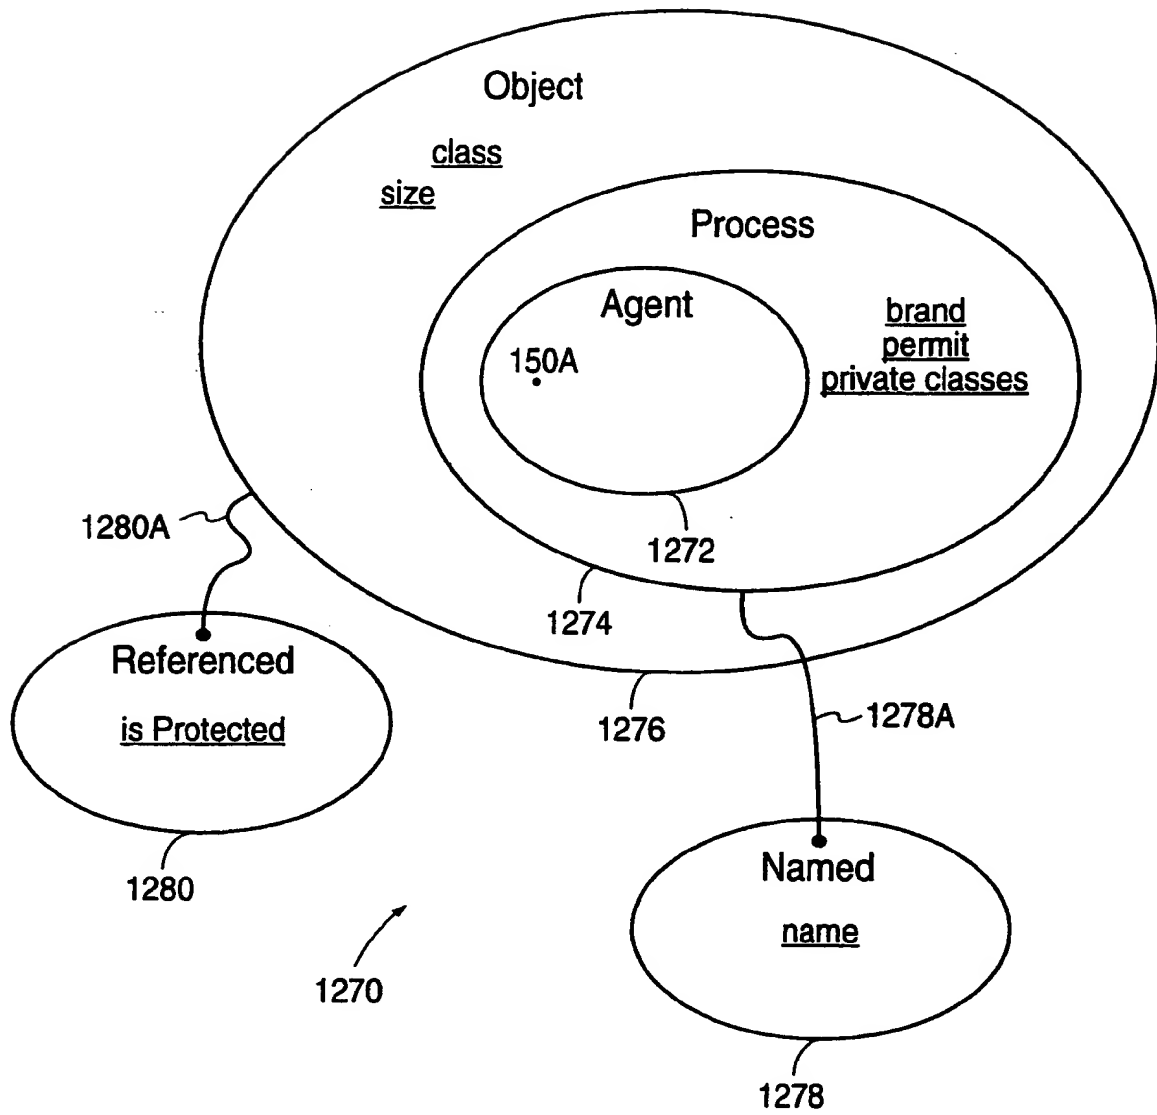 Object
class
size
Process
Agent
150A
brand
permit
private classes
1280A
1272
1274
Referenced
is Protected
1276
1278A
1280
Named
name
1270
1278